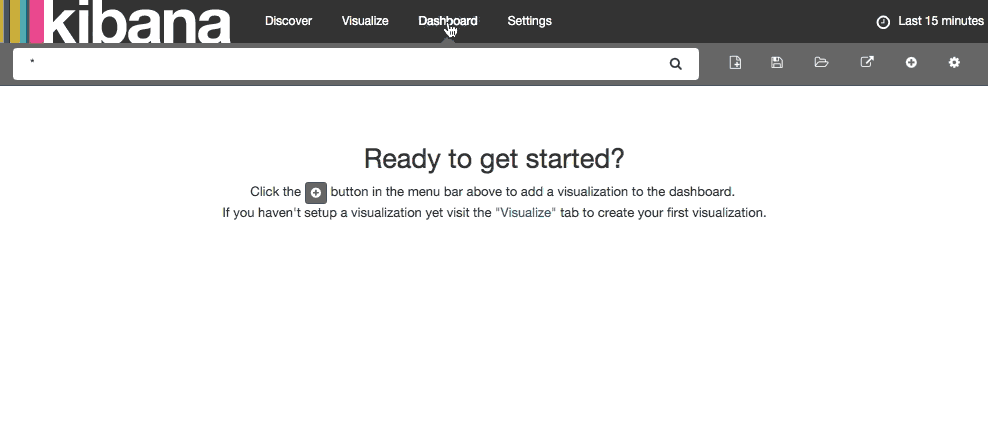 kibana
Discover Visualize Dashboard Settings Last 15 minutes
*
Ready to get started?
Click the button in the menu bar above to add a visualization to the dashboard.
If you haven't setup a visualization yet visit the "Visualize" tab to create your first visualization.